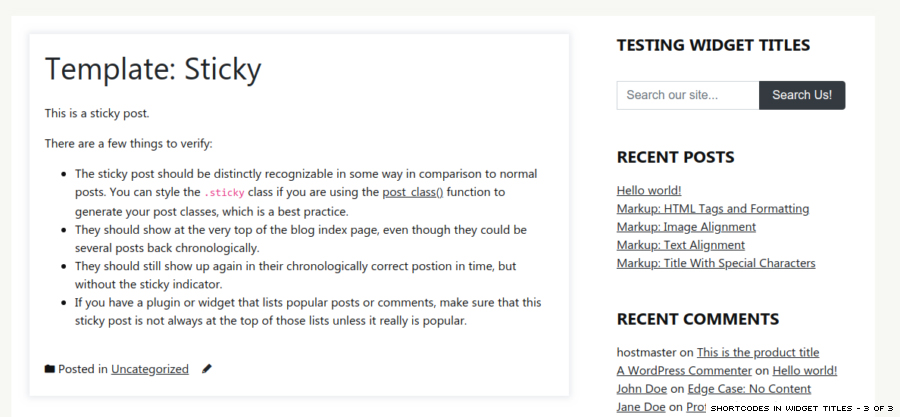 Template: Sticky
This is a sticky post.
There are a few things to verify:
The sticky post should be distinctly recognizable in some way in comparison to normal
posts. You can style the .sticky class if you are using the post_class() function to
generate your post classes, which is a best practice.
They should show at the very top of the blog index page, even though they could be
several posts back chronologically.
They should still show up again in their chronologically correct postion in time, but
without the sticky indicator.
If you have a plugin or widget that lists popular posts or comments, make sure that this
sticky post is not always at the top of those lists unless it really is popular.
Posted in Uncategorized
TESTING WIDGET TITLES
Search our site... Search Us!
RECENT POSTS
Hello world!
Markup: HTML Tags and Formatting
Markup: Image Alignment
Markup: Text Alignment
Markup: Title With Special Characters
RECENT COMMENTS
hostmaster on This is the product title
A WordPress Commenter on Hello world!
John Doe on Edge Case: No Content
Jane Doe on
SHORTCODES IN WIDGET TITLES - 3 OF 3